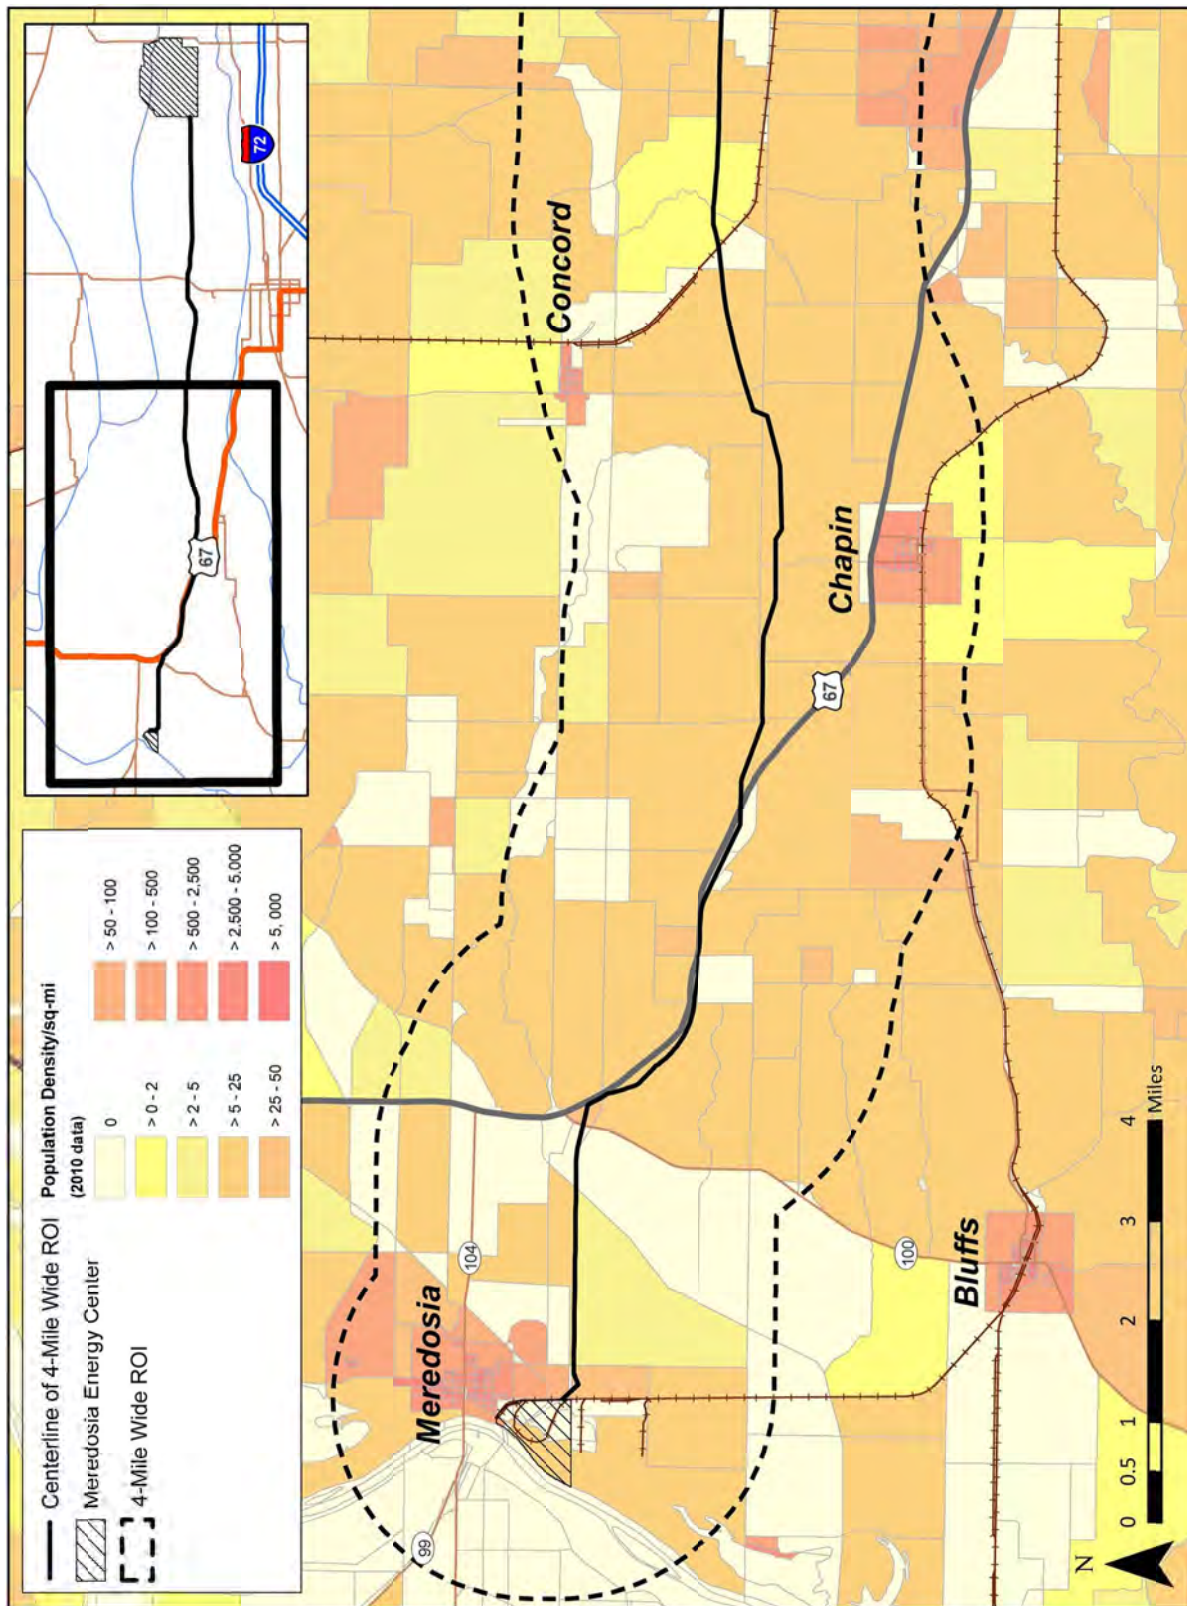 Centerline of 4-Mile Wide ROI
Meredosia Energy Center
4-Mile Wide ROI
Population Density/sq-mi
(2010 data)
0
> 0 - 2
> 2 - 5
> 5 - 25
> 25 - 50
> 50 - 100
> 100 - 500
> 500 - 2,500
> 2,500 - 5,000
> 5, 000
67
72
99
104
Meredosia
Concord
67
Chapin
100
Bluffs
N
0 0.5 1 2 3 4
Miles